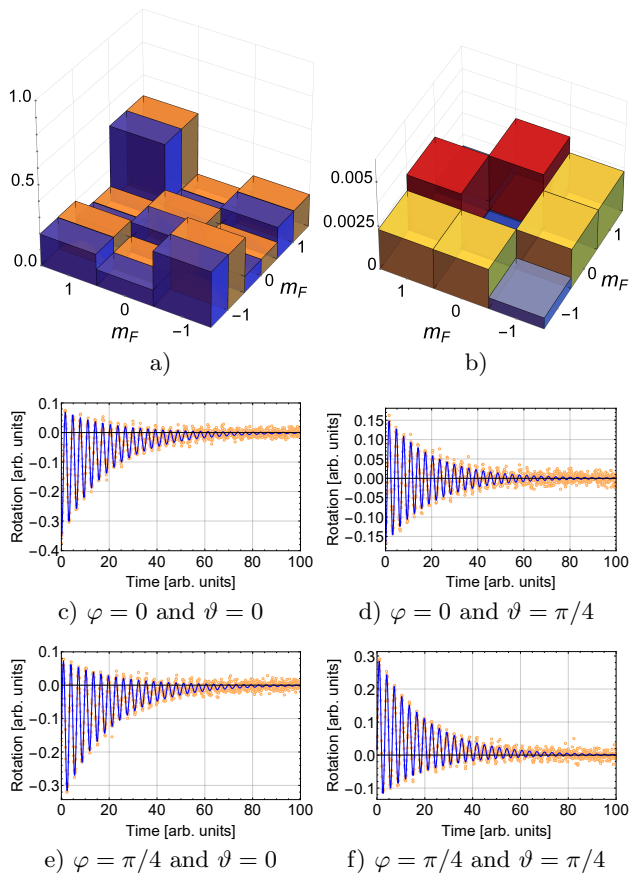 1.0
0.5
0.0
1
0
−1
m_F
−1
0
1
m_F
a)
0.005
0.0025
0
1
0
−1
m_F
−1
0
1
m_F
b)
Rotation [arb. units]
0.1
0.0
−0.1
−0.2
−0.3
−0.4
0 20 40 60 80 100
Time [arb. units]
c) φ = 0 and ϑ = 0
Rotation [arb. units]
0.15
0.10
0.05
0.00
−0.05
−0.10
−0.15
0 20 40 60 80 100
Time [arb. units]
d) φ = 0 and ϑ = π/4
Rotation [arb. units]
0.1
0.0
−0.1
−0.2
−0.3
0 20 40 60 80 100
Time [arb. units]
e) φ = π/4 and ϑ = 0
Rotation [arb. units]
0.3
0.2
0.1
0.0
−0.1
0 20 40 60 80 100
Time [arb. units]
f) φ = π/4 and ϑ = π/4